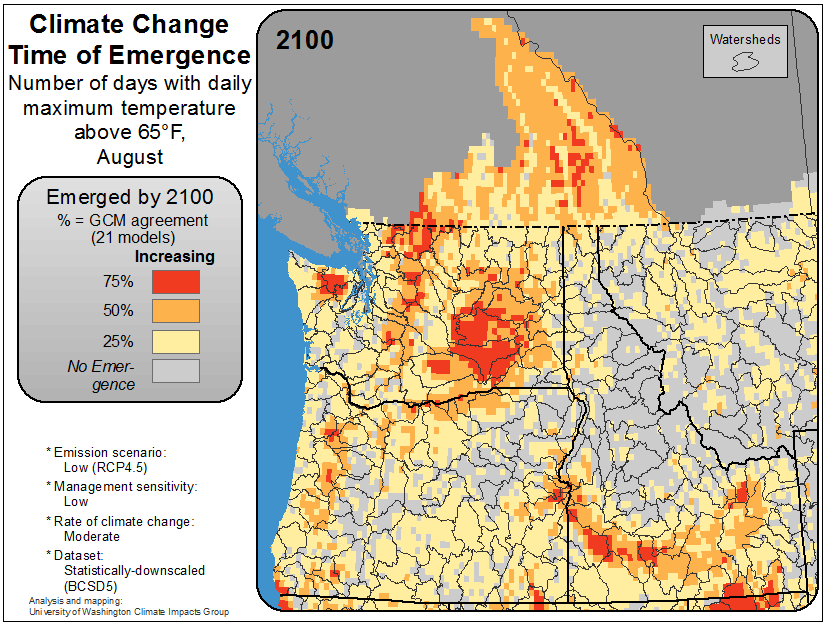 Climate Change
Time of Emergence
Number of days with daily
maximum temperature
above 65°F,
August
Emerged by 2100
% = GCM agreement
(21 models)
Increasing
75%
50%
25%
No Emer-
gence
* Emission scenario:
Low (RCP4.5)
* Management sensitivity:
Low
* Rate of climate change:
Moderate
* Dataset:
Statistically-downscaled
(BCSD5)
Analysis and mapping:
University of Washington Climate Impacts Group
2100
Watersheds